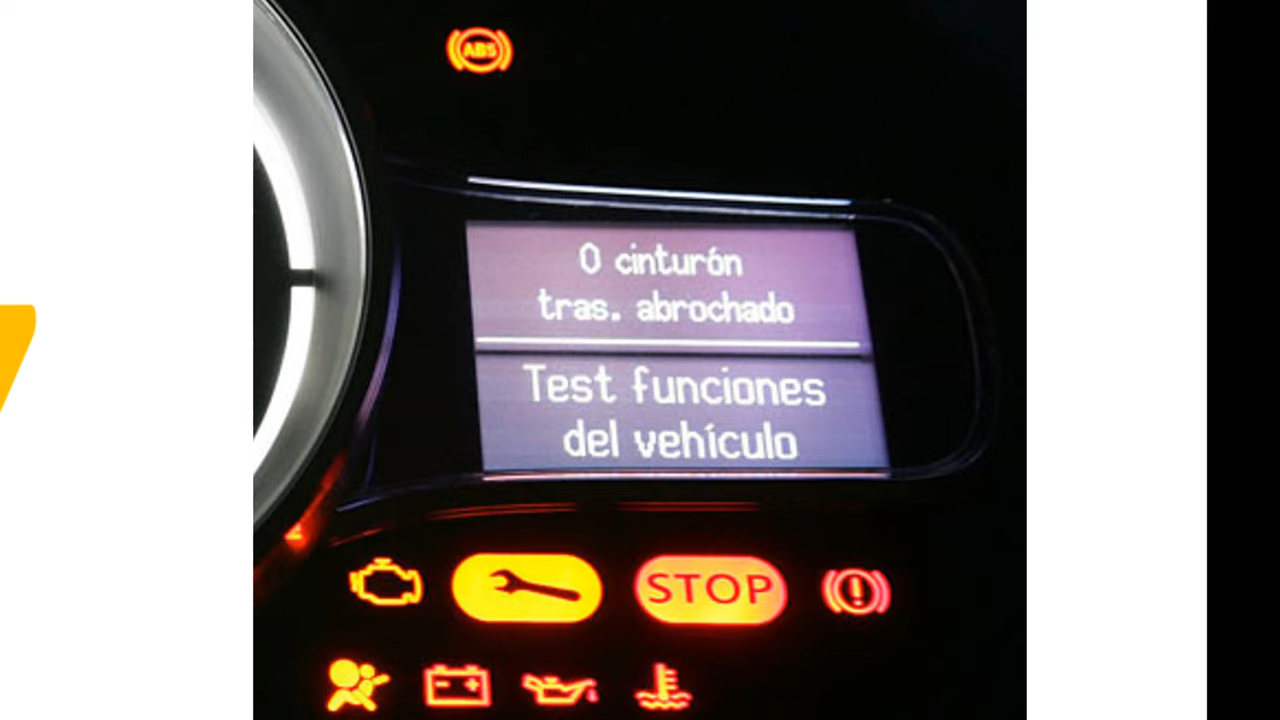 ABS
0 cinturón
tras. abrochado
Test funciones
del vehículo
STOP